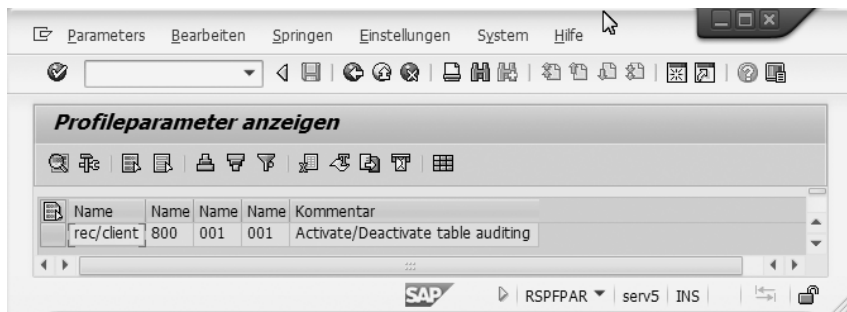 Parameters Bearbeiten Springen Einstellungen System Hilfe
Profileparameter anzeigen
Name Name Name Name Kommentar
rec/client 800 001 001 Activate/Deactivate table auditing
SAP RSPFPAR serv5 INS